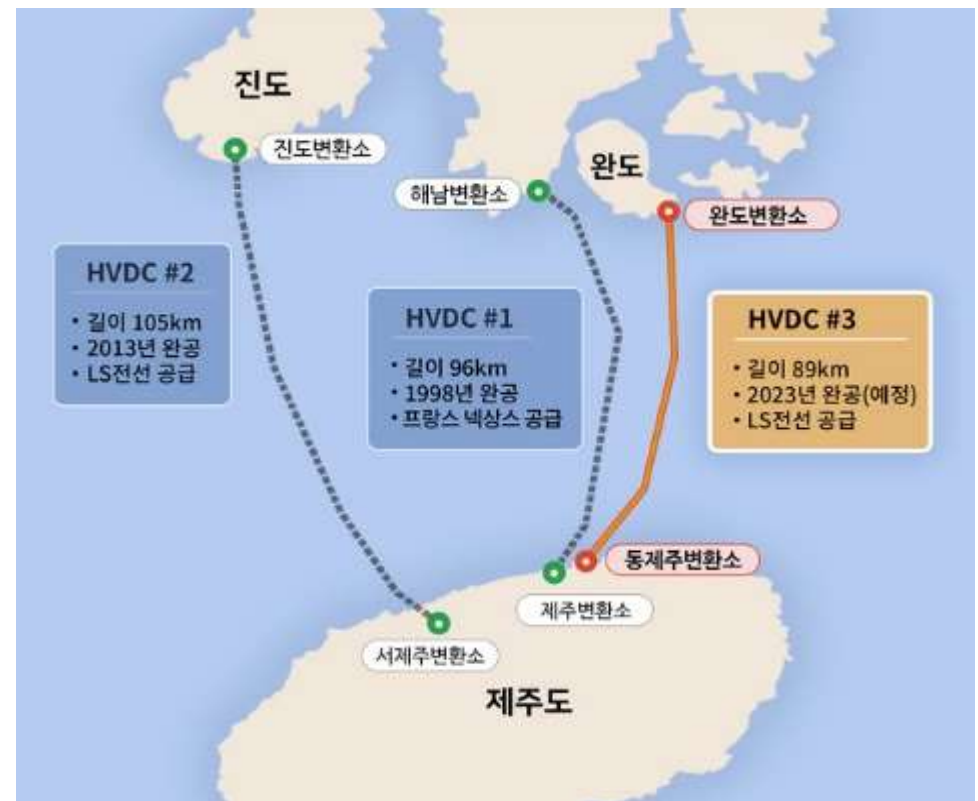 진도
진도변환소
해남변환소
완도
완도변환소
HVDC #2
• 길이 105km
• 2013년 완공
• LS전선 공급
HVDC #1
• 길이 96km
• 1998년 완공
• 프랑스 넥상스 공급
HVDC #3
• 길이 89km
• 2023년 완공(예정)
• LS전선 공급
동제주변환소
제주변환소
서제주변환소
제주도